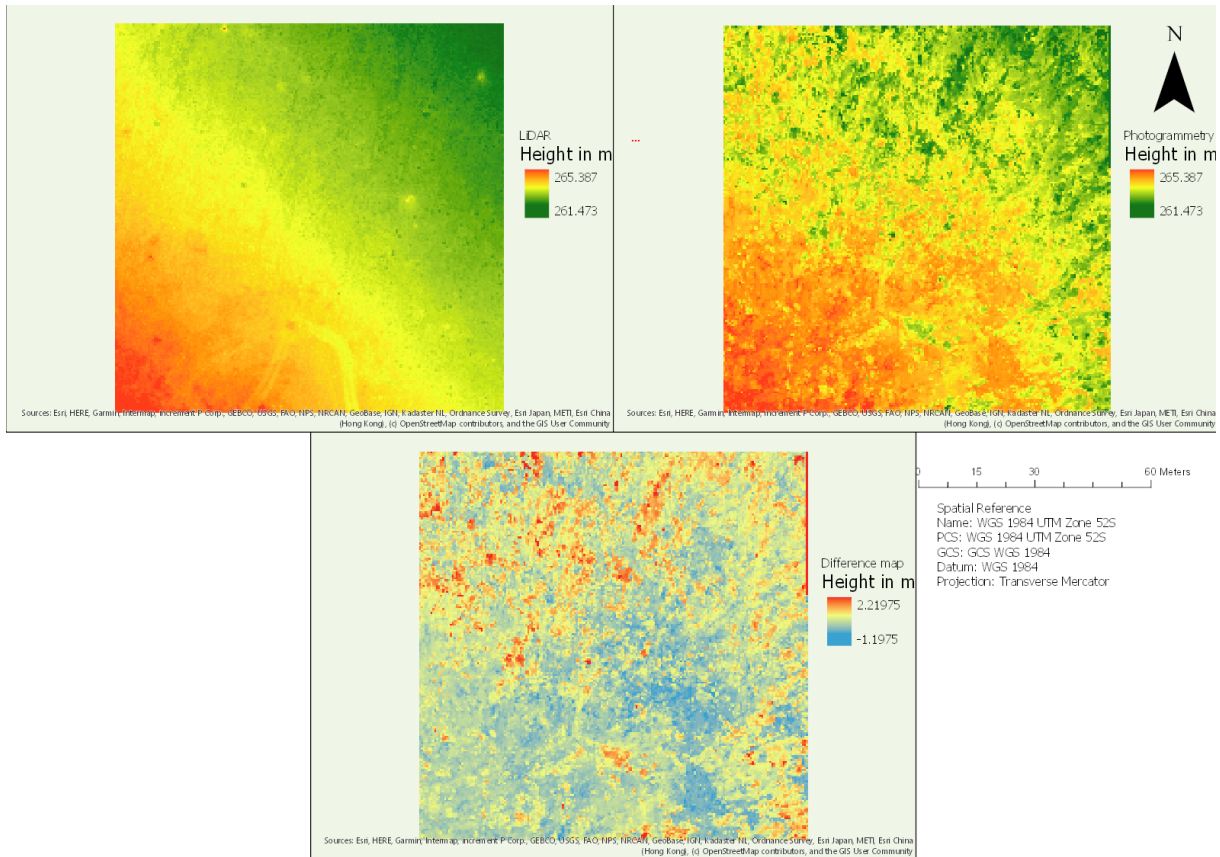 N
LiDAR
Height in m
265.387
261.473
...
Photogrammetry
Height in m
265.387
261.473
Sources: Esri, HERE, Garmin, Intermap, increment P Corp., GEBCO, USGS, FAO, NPS, NRCAN, GeoBase, IGN, Kadaster NL, Ordnance Survey, Esri Japan, METI, Esri China
(Hong Kong), (c) OpenStreetMap contributors, and the GIS User Community
Sources: Esri, HERE, Garmin, Intermap, increment P Corp., GEBCO, USGS, FAO, NPS, NRCAN, GeoBase, IGN, Kadaster NL, Ordnance Survey, Esri Japan, METI, Esri China
(Hong Kong), (c) OpenStreetMap contributors, and the GIS User Community
0 15 30 60 Meters
Spatial Reference
Name: WGS 1984 UTM Zone 52S
PCS: WGS 1984 UTM Zone 52S
GCS: GCS WGS 1984
Datum: WGS 1984
Projection: Transverse Mercator
Difference map
Height in m
2.21975
-1.1975
Sources: Esri, HERE, Garmin, Intermap, increment P Corp., GEBCO, USGS, FAO, NPS, NRCAN, GeoBase, IGN, Kadaster NL, Ordnance Survey, Esri Japan, METI, Esri China
(Hong Kong), (c) OpenStreetMap contributors, and the GIS User Community